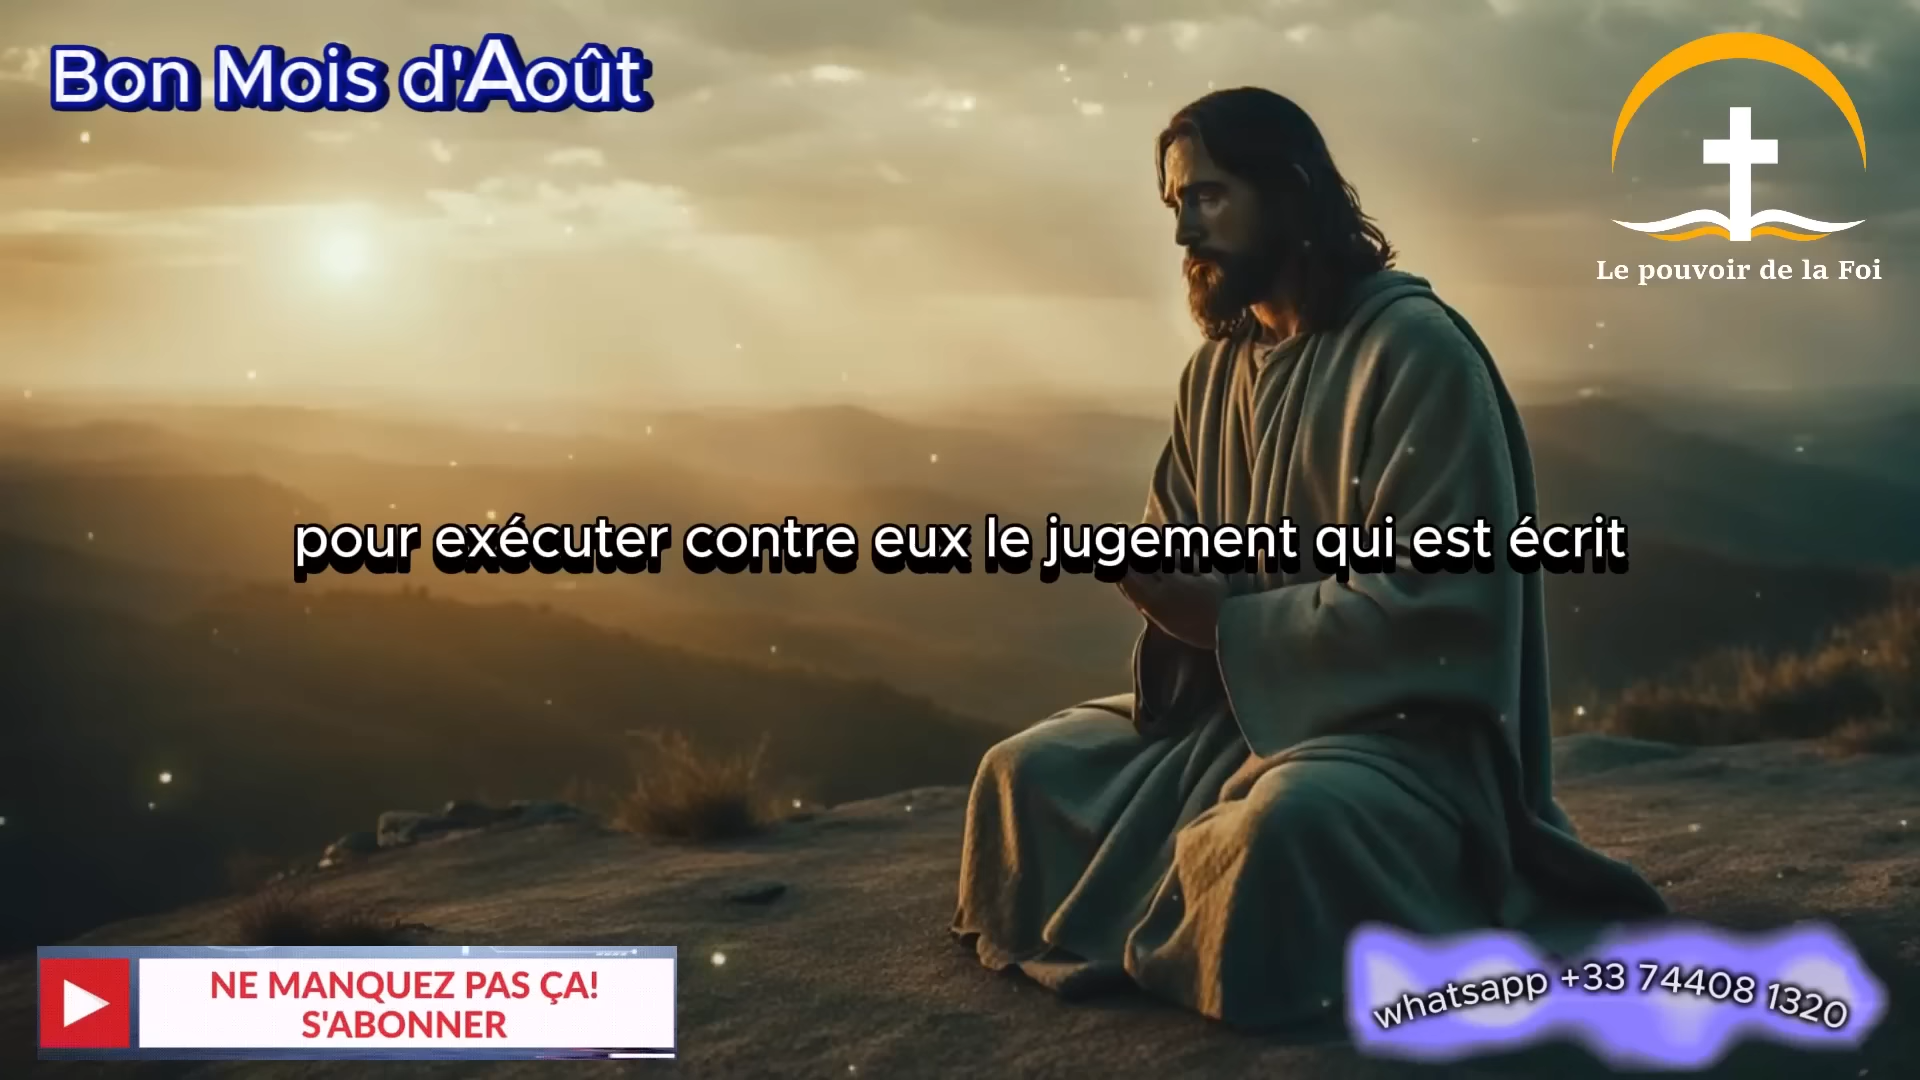 Bon Mois d'Août
Le pouvoir de la Foi
pour exécuter contre eux le jugement qui est écrit
NE MANQUEZ PAS ÇA!
S'ABONNER
whatsapp +33 74408 1320